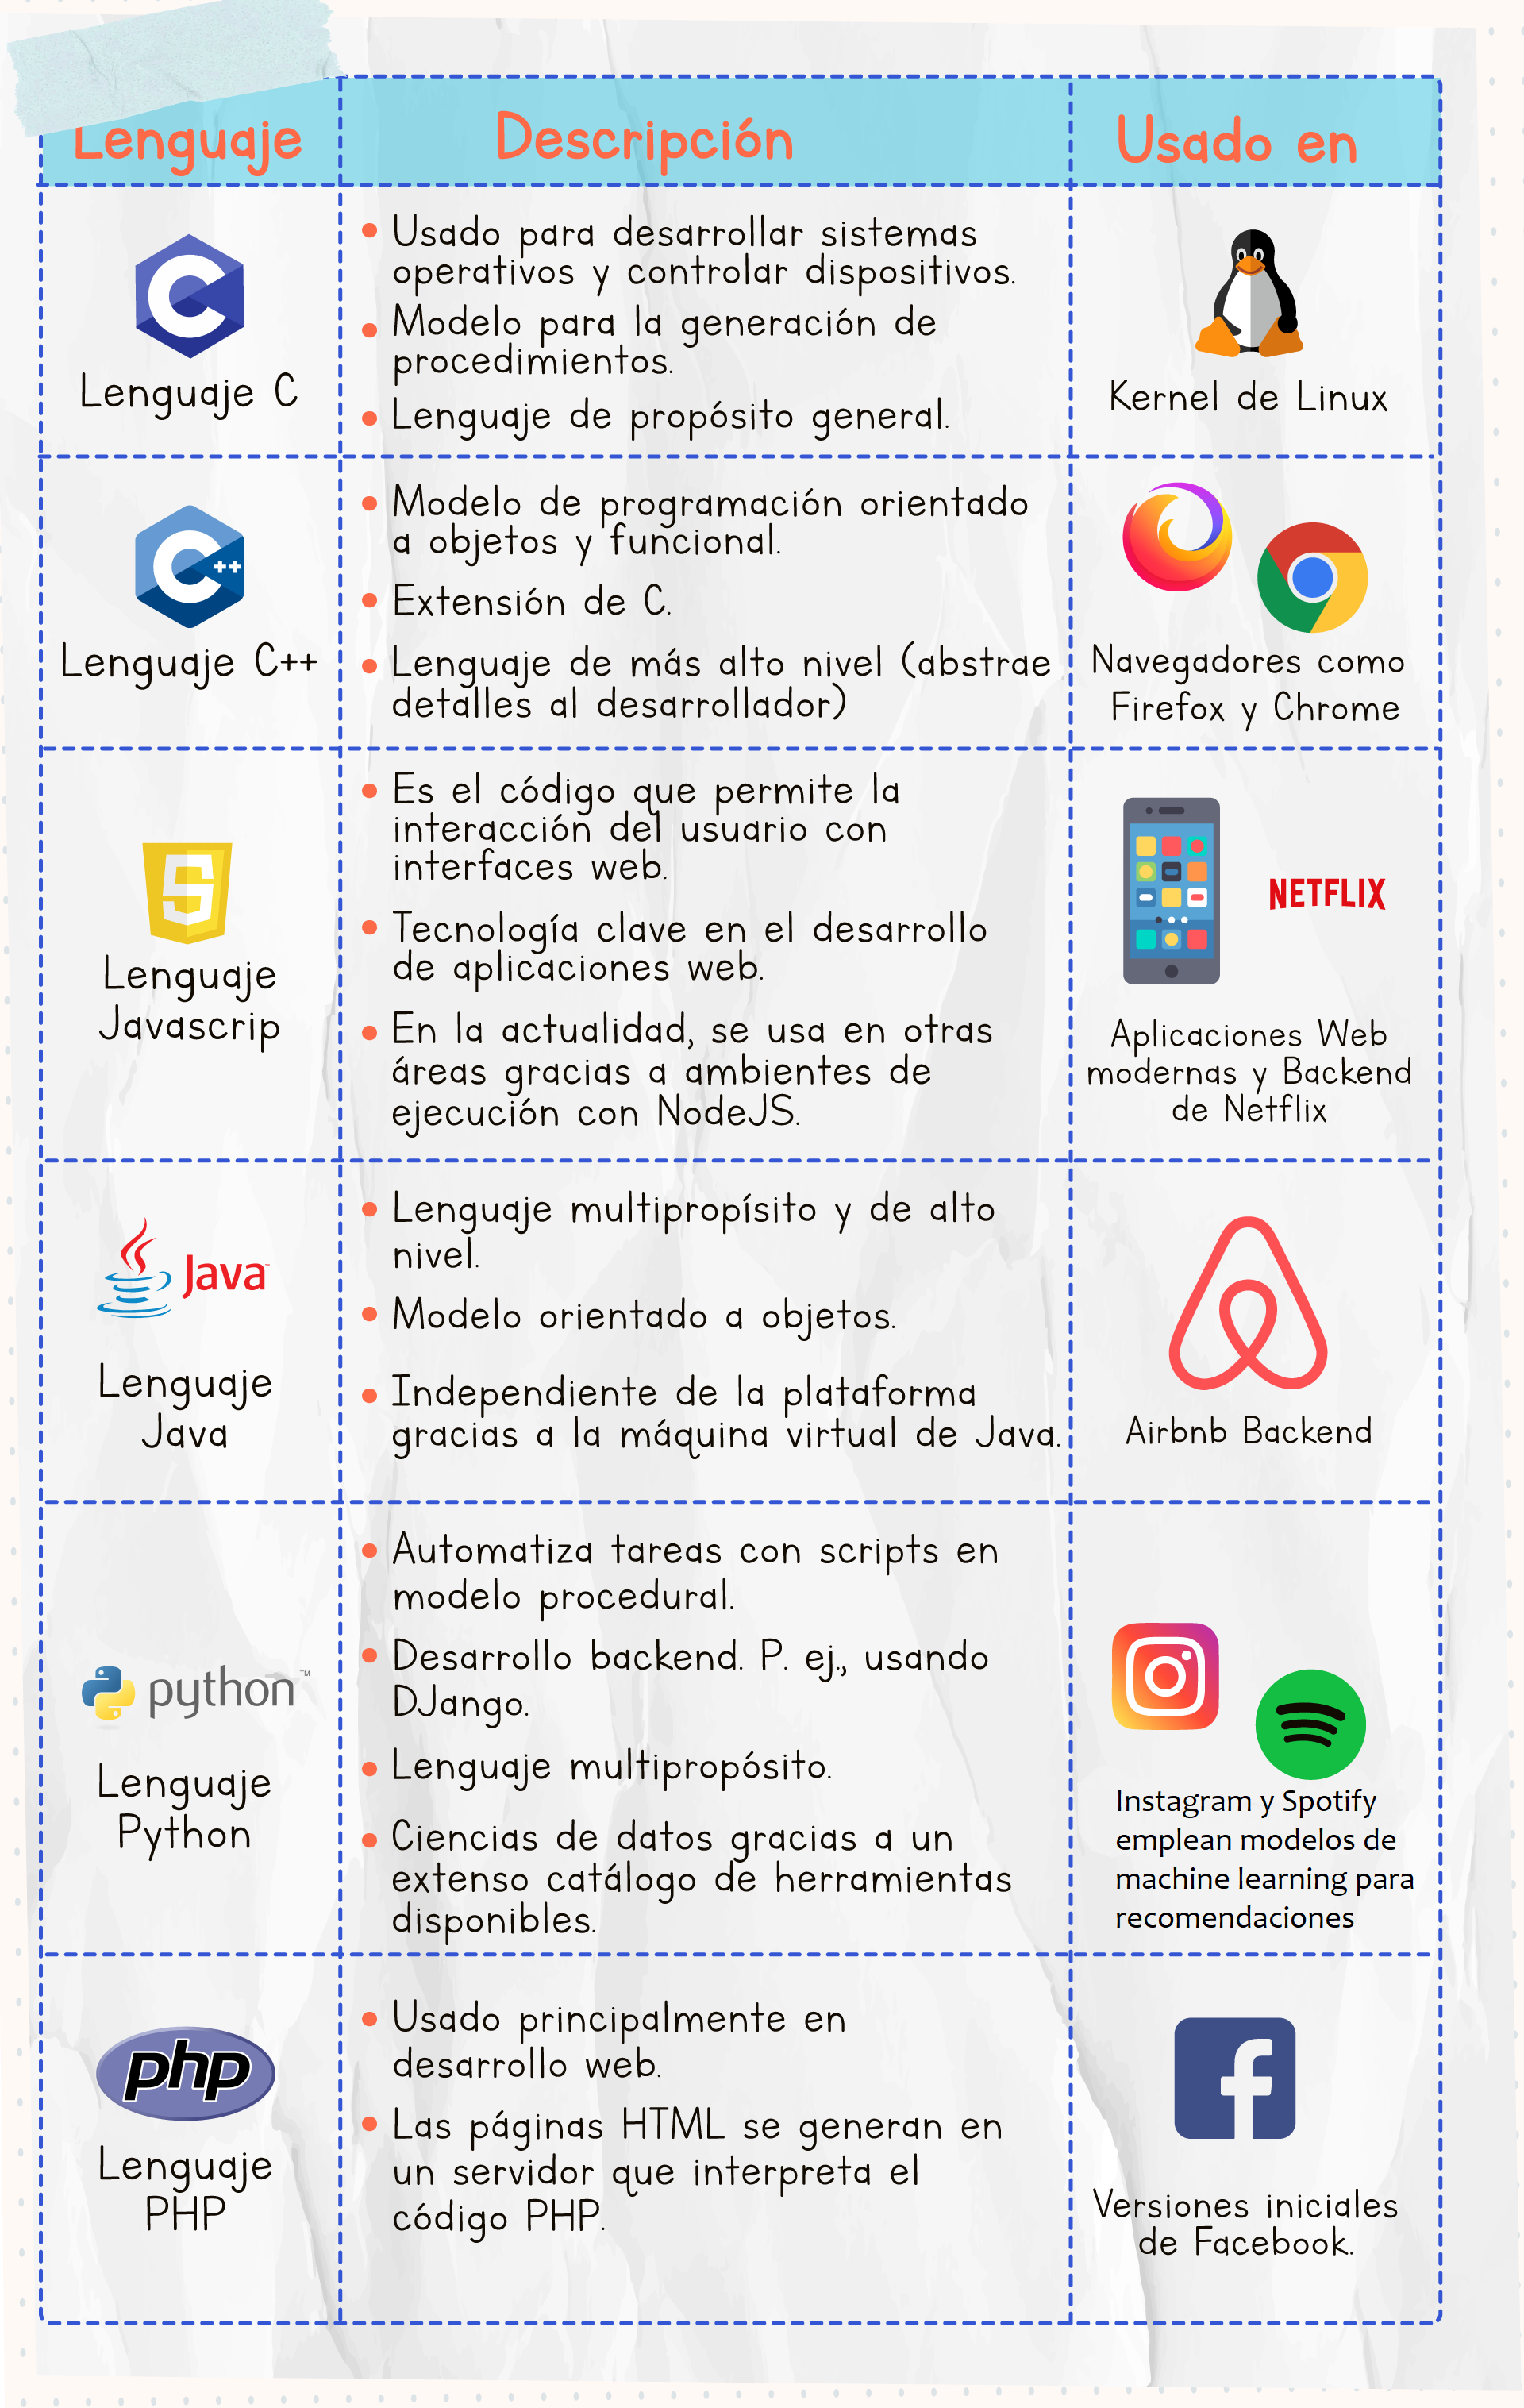 Lenguaje
Descripción
Usado en
Lenguaje C
Usado para desarrollar sistemas
operativos y controlar dispositivos.
Modelo para la generación de
procedimientos.
Lenguaje de propósito general.
Kernel de Linux
++
Lenguaje C++
Modelo de programación orientado
a objetos y funcional.
Extensión de C.
Lenguaje de más alto nivel (abstrae
detalles al desarrollador)
Navegadores como
Firefox y Chrome
Lenguaje
Javascrip
Es el código que permite la
interacción del usuario con
interfaces web.
Tecnología clave en el desarrollo
de aplicaciones web.
En la actualidad, se usa en otras
áreas gracias a ambientes de
ejecución con NodeJS.
NETFLIX
Aplicaciones Web
modernas y Backend
de Netflix
Java
Lenguaje
Java
Lenguaje multipropísito y de alto
nivel.
Modelo orientado a objetos.
Independiente de la plataforma
gracias a la máquina virtual de Java.
Airbnb Backend
python™
Lenguaje
Python
Automatiza tareas con scripts en
modelo procedural.
Desarrollo backend. P. ej., usando
DJango.
Lenguaje multipropósito.
Ciencias de datos gracias a un
extenso catálogo de herramientas
disponibles.
Instagram y Spotify
emplean modelos de
machine learning para
recomendaciones
php
Lenguaje
PHP
Usado principalmente en
desarrollo web.
Las páginas HTML se generan en
un servidor que interpreta el
código PHP.
Versiones iniciales
de Facebook.